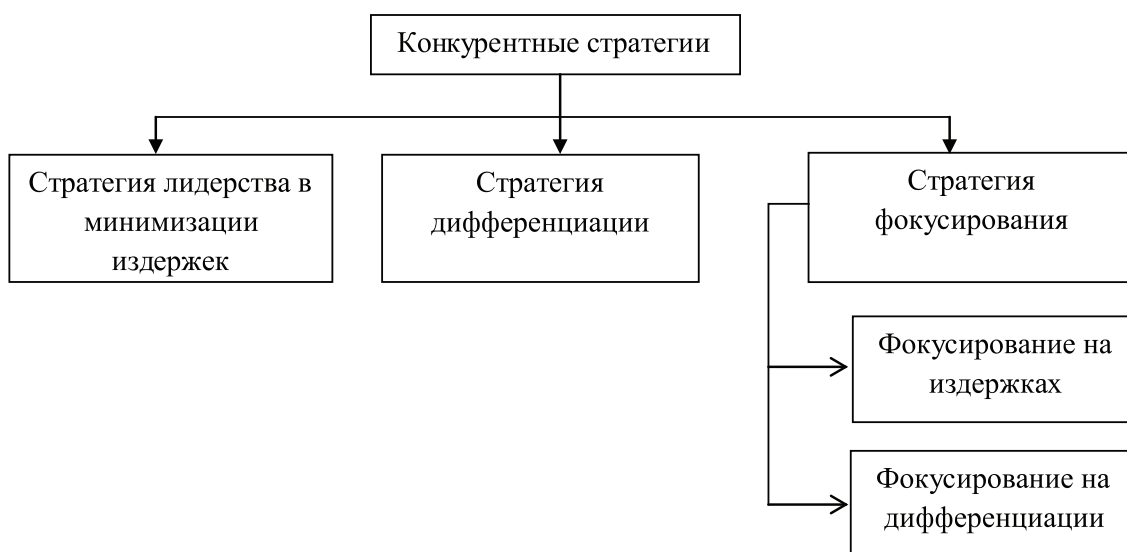 Конкурентные стратегии
Стратегия лидерства в
минимизации
издержек
Стратегия
дифференциации
Стратегия
фокусирования
Фокусирование на
издержках
Фокусирование на
дифференциации